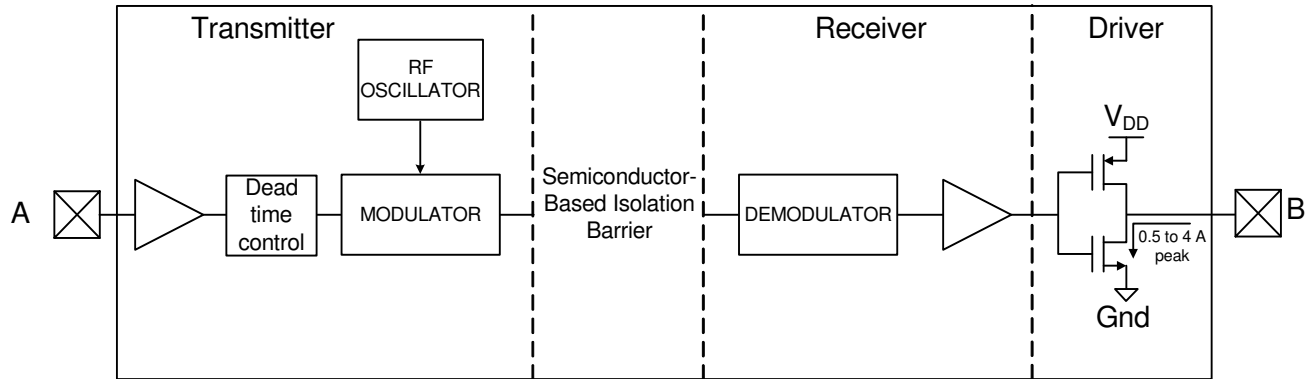 Transmitter
Receiver
Driver
RF
OSCILLATOR
V_DD
A
Dead
time
control
MODULATOR
Semiconductor-
Based Isolation
Barrier
DEMODULATOR
0.5 to 4 A
peak
B
Gnd